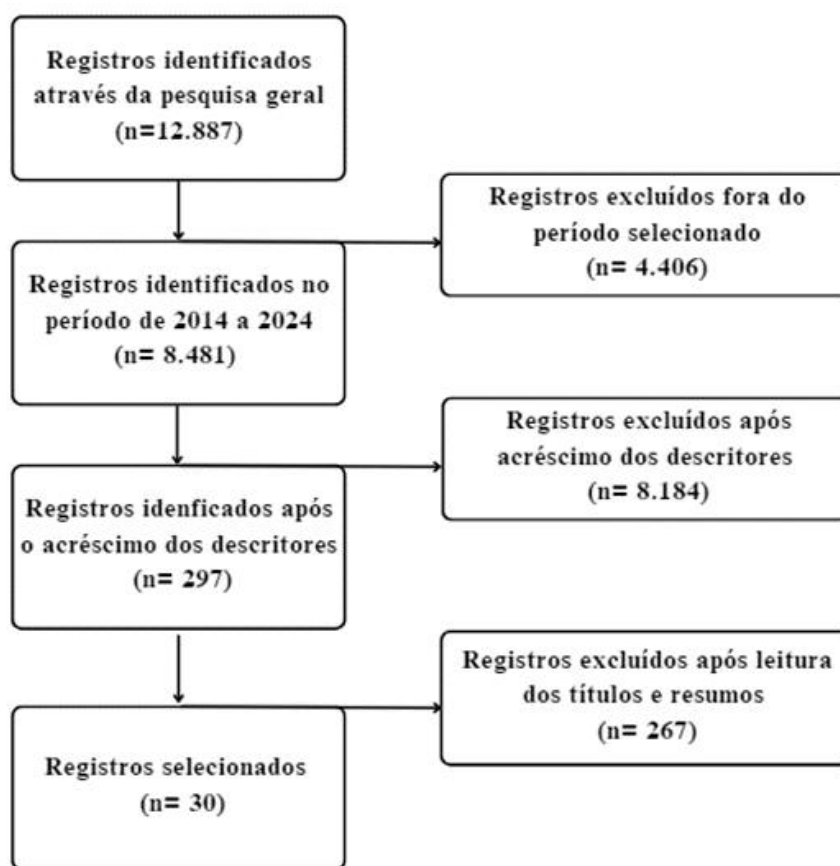 Registros identificados
através da pesquisa geral
(n=12.887)
Registros excluídos fora do
período selecionado
(n= 4.406)
Registros identificados no
período de 2014 a 2024
(n= 8.481)
Registros excluídos após
acréscimo dos descritores
(n= 8.184)
Registros idenficados após
o acréscimo dos descritores
(n= 297)
Registros excluídos após leitura
dos títulos e resumos
(n= 267)
Registros selecionados
(n= 30)